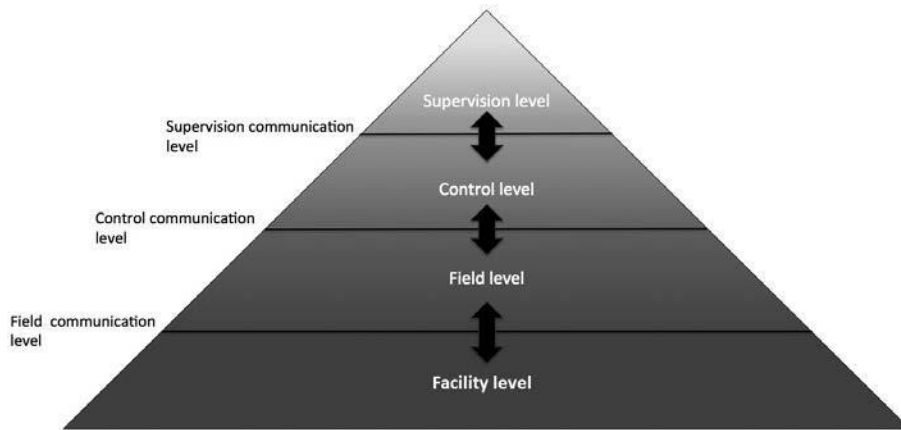 Supervision level
Supervision communication
level
Control level
Control communication
level
Field level
Field communication
level
Facility level